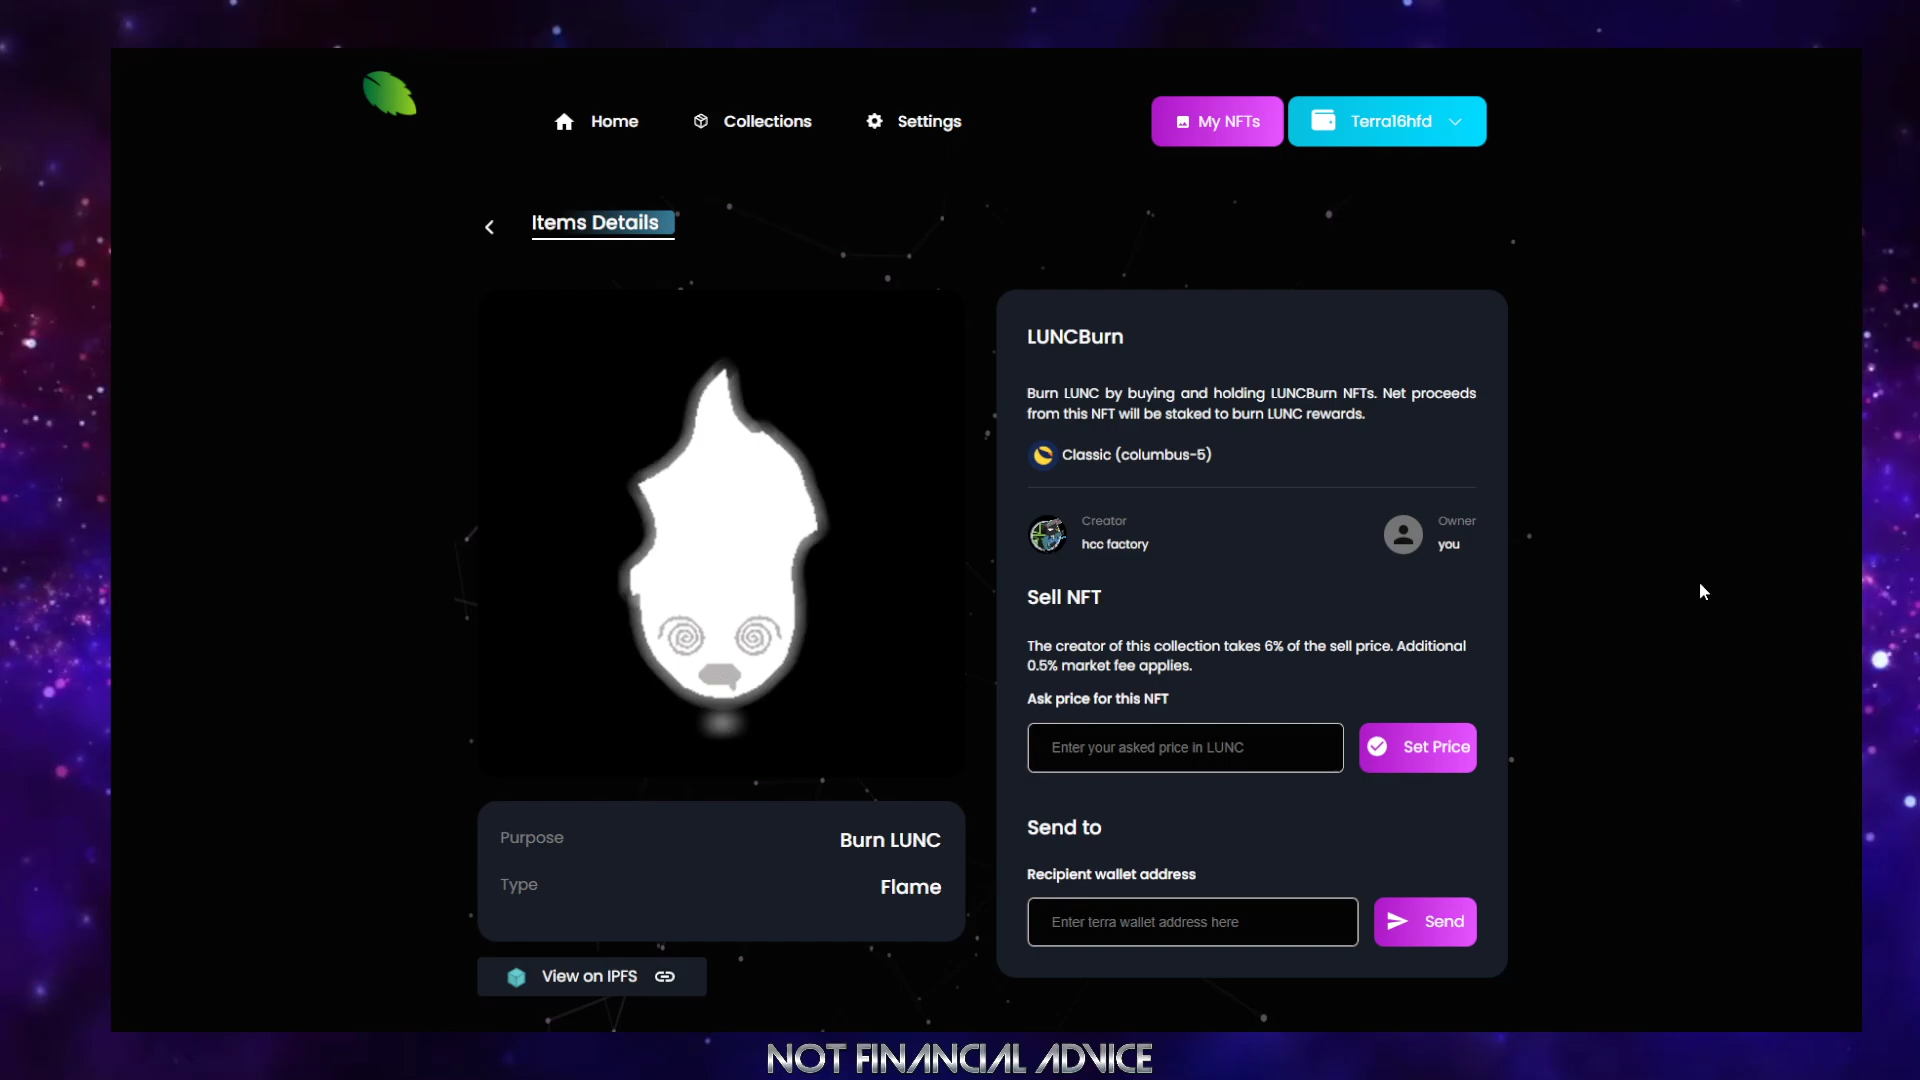 Home
Collections
Settings
My NFTs
Terra16hfd
Items Details
LUNCBurn
Burn LUNC by buying and holding LUNCBurn NFTs. Net proceeds
from this NFT will be staked to burn LUNC rewards.
Classic (columbus-5)
Creator
hcc factory
Owner
you
Sell NFT
The creator of this collection takes 6% of the sell price. Additional
0.5% market fee applies.
Ask price for this NFT
Enter your asked price in LUNC
Set Price
Send to
Recipient wallet address
Enter terra wallet address here
Send
Purpose
Burn LUNC
Type
Flame
View on IPFS
NOT FINANCIAL ADVICE